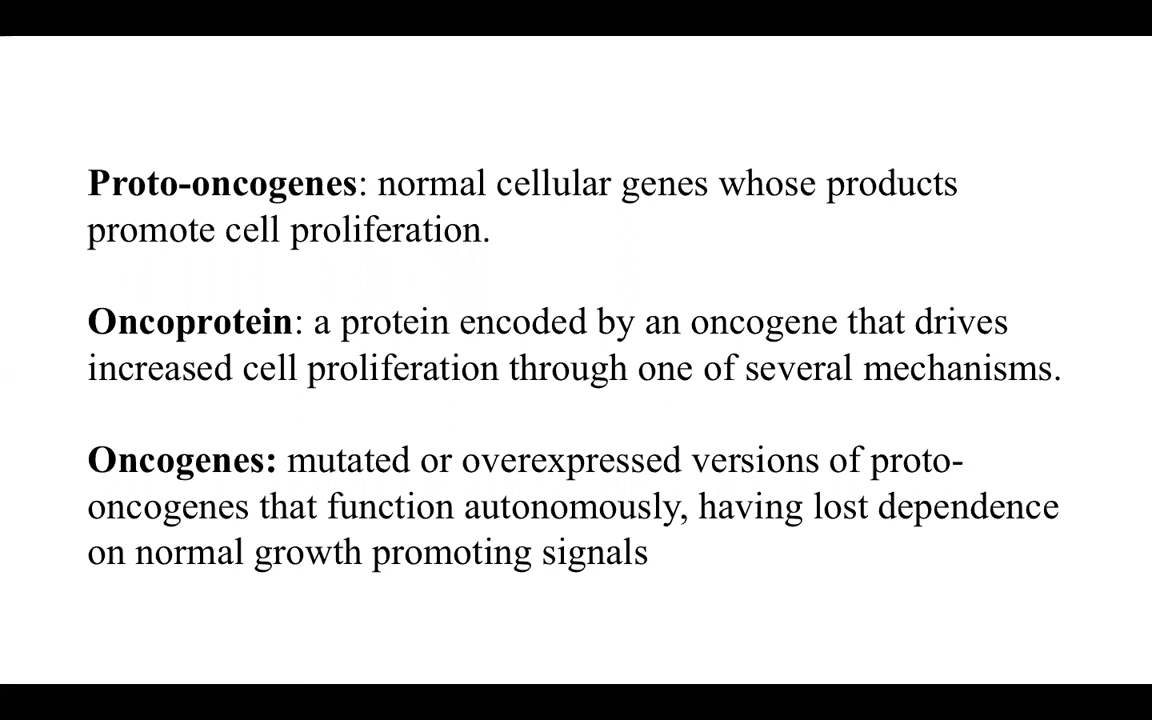 Proto-oncogenes: normal cellular genes whose products
promote cell proliferation.
Oncoprotein: a protein encoded by an oncogene that drives
increased cell proliferation through one of several mechanisms.
Oncogenes: mutated or overexpressed versions of proto-
oncogenes that function autonomously, having lost dependence
on normal growth promoting signals